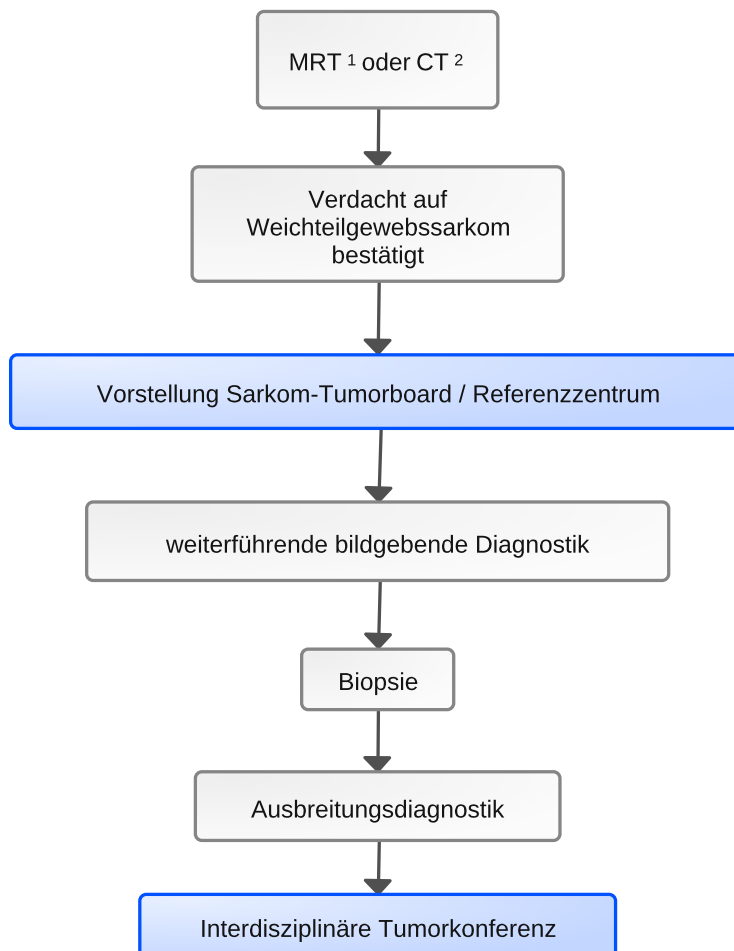 MRT ¹ oder CT ²
Verdacht auf
Weichteilgewebssarkom
bestätigt
Vorstellung Sarkom-Tumorboard / Referenzzentrum
weiterführende bildgebende Diagnostik
Biopsie
Ausbreitungsdiagnostik
Interdisziplinäre Tumorkonferenz